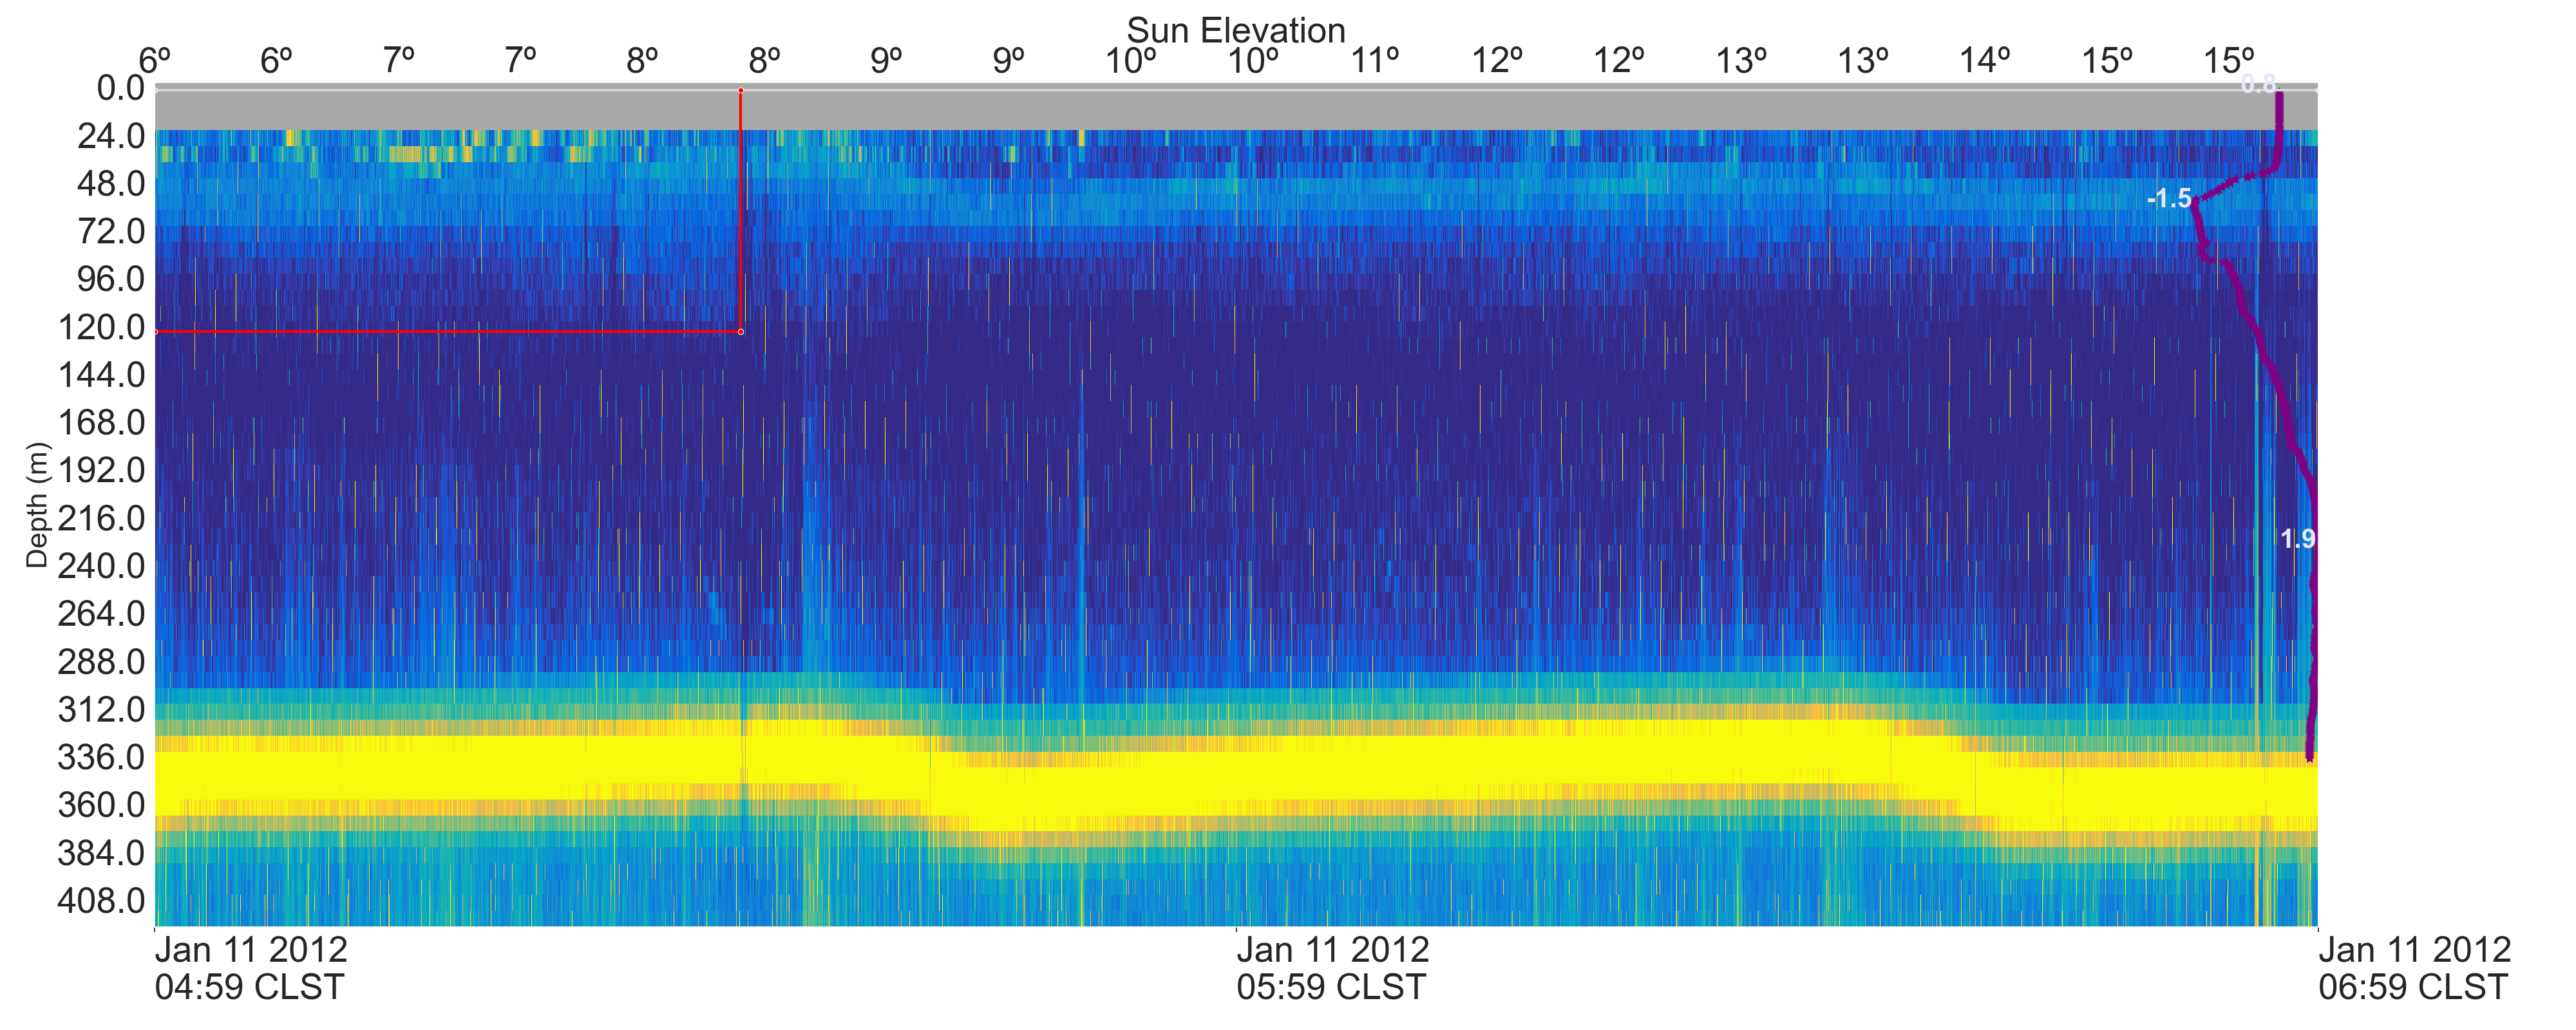 Sun Elevation
6º 6º 7º 7º 8º 8º 9º 9º 10º 10º 11º 12º 12º 13º 13º 14º 15º 15º
0.8
0.0
24.0
48.0
-1.5
72.0
96.0
120.0
144.0
168.0
192.0
216.0
1.9
240.0
264.0
288.0
312.0
336.0
360.0
384.0
408.0
Depth (m)
Jan 11 2012
04:59 CLST
Jan 11 2012
05:59 CLST
Jan 11 2012
06:59 CLST